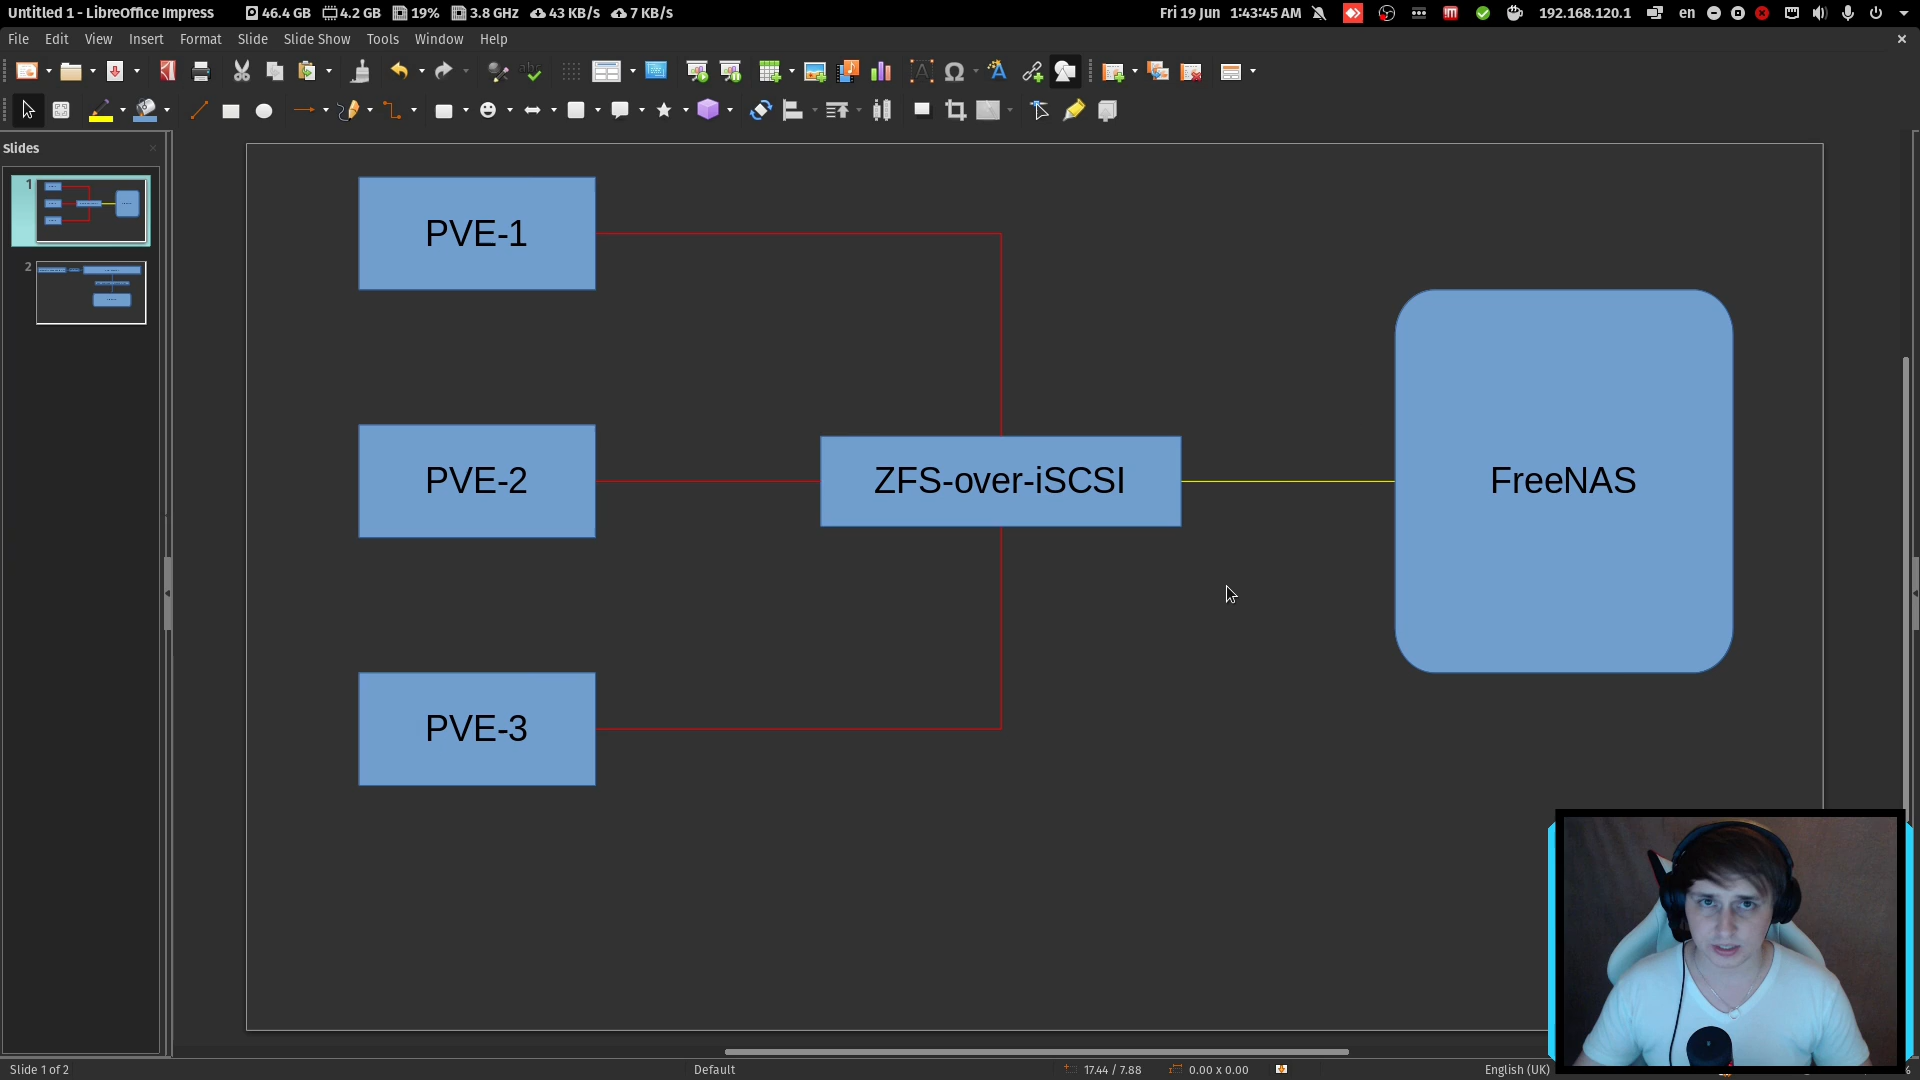 Untitled 1 - LibreOffice Impress
46.4 GB
4.2 GB
19%
3.8 GHz
43 KB/s
7 KB/s
Fri 19 Jun 1:43:45 AM
192.168.120.1
en
File Edit View Insert Format Slide Slide Show Tools Window Help
Slides
1
2
PVE-1
PVE-2
ZFS-over-iSCSI
FreeNAS
PVE-3
Slide 1 of 2
Default
17.44 / 7.88
0.00 x 0.00
English (UK)